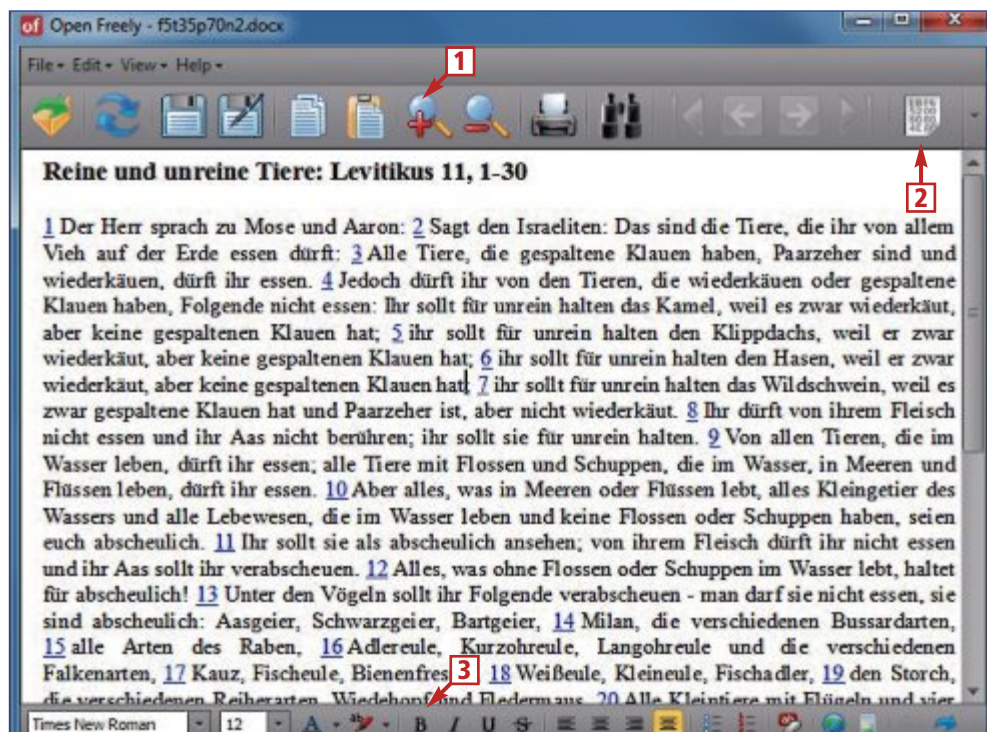 of Open Freely - f5t35p70n2.docx
File Edit View Help
1
2
Reine und unreine Tiere: Levitikus 11, 1-30
1 Der Herr sprach zu Mose und Aaron: 2 Sagt den Israeliten: Das sind die Tiere, die ihr von allem
Vieh auf der Erde essen dürft: 3 Alle Tiere, die gespaltene Klauen haben, Paarzeher sind und
wiederkäuen, dürft ihr essen. 4 Jedoch dürft ihr von den Tieren, die wiederkäuen oder gespaltene
Klauen haben, Folgende nicht essen: Ihr sollt für unrein halten das Kamel, weil es zwar wiederkäut,
aber keine gespaltenen Klauen hat; 5 ihr sollt für unrein halten den Klippdachs, weil er zwar
wiederkäut, aber keine gespaltenen Klauen hat; 6 ihr sollt für unrein halten den Hasen, weil er zwar
wiederkäut, aber keine gespaltenen Klauen hat; 7 ihr sollt für unrein halten das Wildschwein, weil es
zwar gespaltene Klauen hat und Paarzeher ist, aber nicht wiederkäut. 8 Ihr dürft von ihrem Fleisch
nicht essen und ihr Aas nicht berühren; ihr sollt sie für unrein halten. 9 Von allen Tieren, die im
Wasser leben, dürft ihr essen; alle Tiere mit Flossen und Schuppen, die im Wasser, in Meeren und
Flüssen leben, dürft ihr essen. 10 Aber alles, was in Meeren oder Flüssen lebt, alles Kleingetier des
Wassers und alle Lebewesen, die im Wasser leben und keine Flossen oder Schuppen haben, seien
euch abscheulich. 11 Ihr sollt sie als abscheulich ansehen; von ihrem Fleisch dürft ihr nicht essen
und ihr Aas sollt ihr verabscheuen. 12 Alles, was ohne Flossen oder Schuppen im Wasser lebt, haltet
für abscheulich! 13 Unter den Vögeln sollt ihr Folgende verabscheuen - man darf sie nicht essen, sie
sind abscheulich: Aasgeier, Schwarzgeier, Bartgeier, 14 Milan, die verschiedenen Bussardarten,
15 alle Arten des Raben, 16 Adlereule, Kurzohreule, Langohreule und die verschiedenen
Falkenarten, 17 Kauz, Fischeule, Bienenfres 18 Weißeule, Kleineule, Fischadler, 19 den Storch,
3
die verschiedenen Reiherarten, Wiedehopf und Fledermaus. 20 Alle Kleintiere mit Flügeln und vier
Times New Roman 12 A ab B I U S